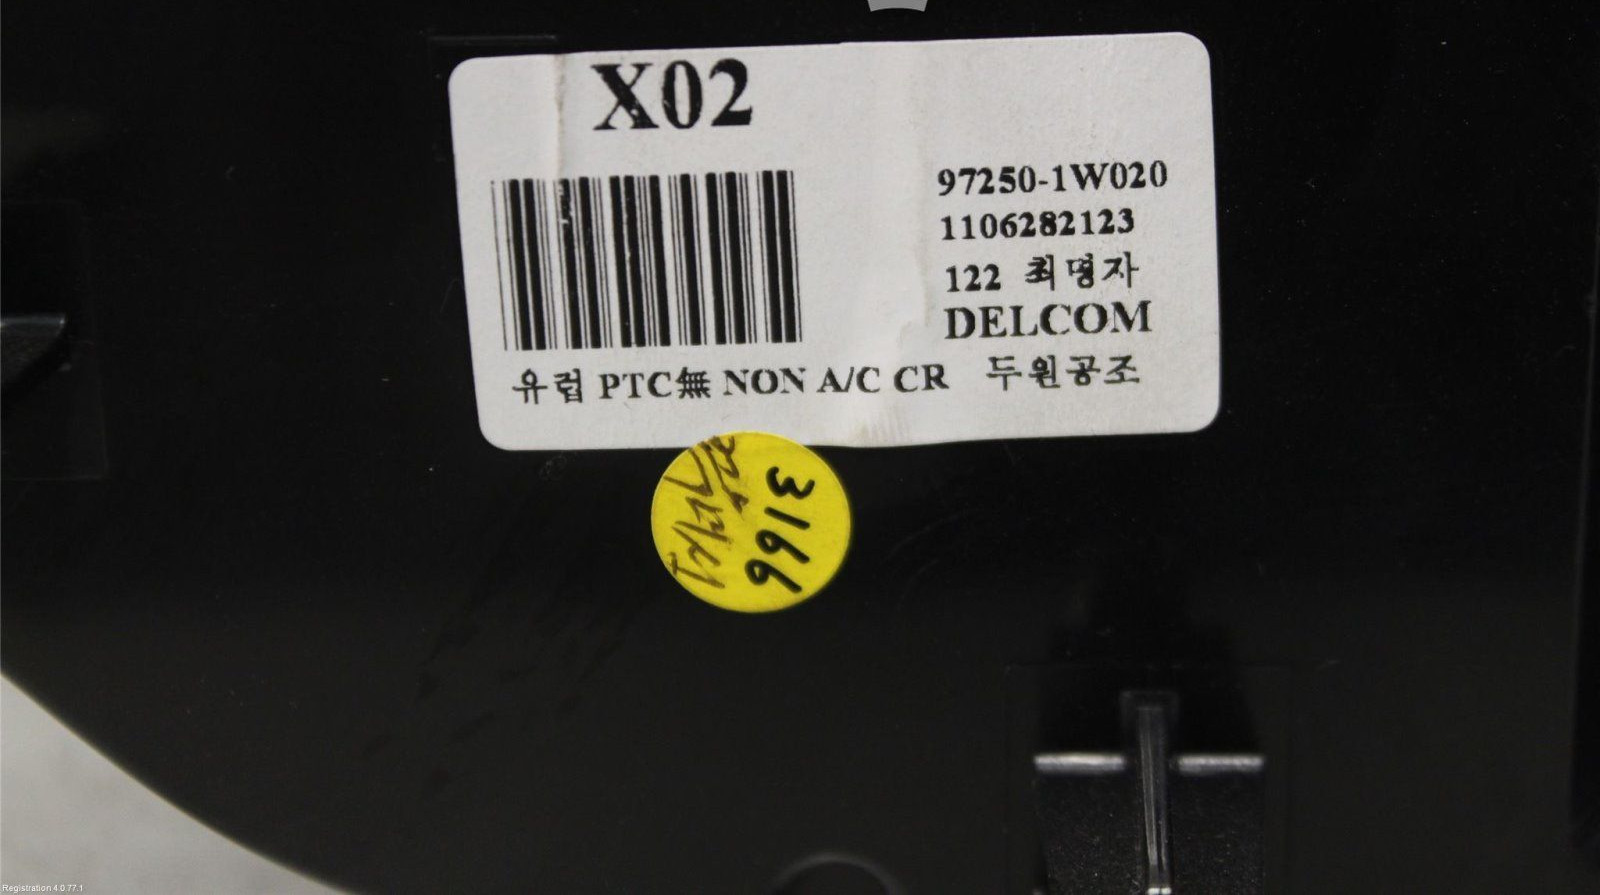 X02
97250-1W020
1106282123
122 최명자
DELCOM
유럽 PTC無 NON A/C CR 두원공조
3166
Registration 4.0.77.1